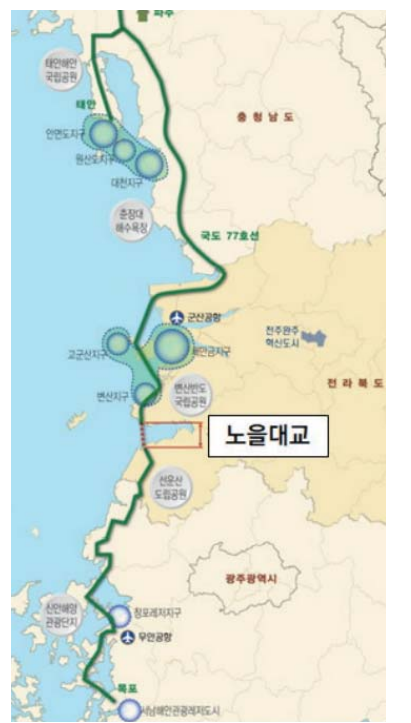 파주
태안해안
국립공원
태안
충청남도
안면도지구
원산도지구
대천지구
춘장대
해수욕장
국도 77호선
군산공항
전주완주
혁신도시
고군산지구
새만금지구
전라북도
변산지구
변산반도
국립공원
노을대교
선운산
도립공원
광주광역시
신안해양
관광단지
창포레저지구
무안공항
목포
서남해안관광레저도시